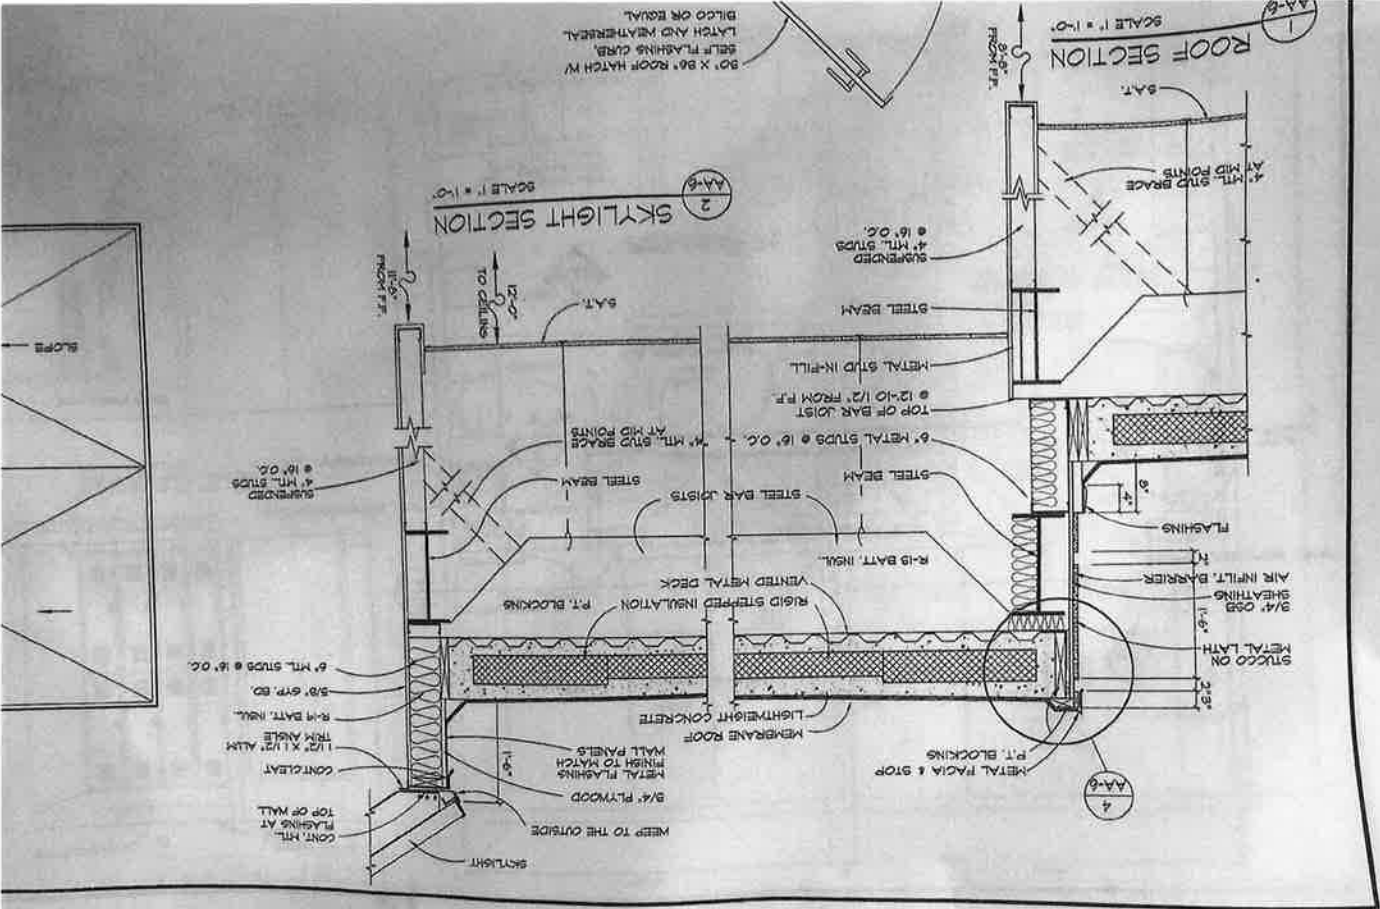 SKYLIGHT
WEEP TO THE OUTSIDE
CONT. MTL.
FLASHING AT
TOP OF WALL
3/4" PLYWOOD
METAL FLASHING
FINISH TO MATCH
WALL PANELS
1'-6"
CONT.CLEAT
1 1/2" X 1 1/2" ALUM
TRIM ANGLE
R-19 BATT. INSUL.
5/8" GYP. BD.
6" MTL. STUDS @ 16" O.C.
4
AA-6
METAL FACIA & STOP
P.T. BLOCKING
MEMBRANE ROOF
LIGHTWEIGHT CONCRETE
2"3"
STUCCO ON
METAL LATH
1'-6"
3/4" OSB
SHEATHING
AIR INFILT. BARRIER
2"
FLASHING
4"
8"
RIGID STEPPED INSULATION
P.T. BLOCKING
VENTED METAL DECK
R-19 BATT. INSUL.
STEEL BAR JOISTS
STEEL BEAM
STEEL BEAM
6" METAL STUDS @ 16" O.C.
4" MTL. STUD BRACE
AT MID POINTS
SUSPENDED
4" MTL. STUDS
@ 16" O.C.
TOP OF BAR JOIST
@ 12'-10 1/2" FROM F.F.
METAL STUD IN-FILL
STEEL BEAM
S.A.T.
12'-0"
TO CEILING
11'-8"
FROM F.F.
SLOPE
SUSPENDED
4" MTL. STUDS
@ 16" O.C.
4" MTL. STUD BRACE
AT MID POINTS
S.A.T.
8'-8"
FROM F.F.
2
AA-6
SKYLIGHT SECTION
SCALE 1" = 1'-0"
1
AA-6
ROOF SECTION
SCALE 1" = 1'-0"
30" X 36" ROOF HATCH W/
SELF FLASHING CURB,
LATCH AND WEATHERSEAL
BILCO OR EQUAL